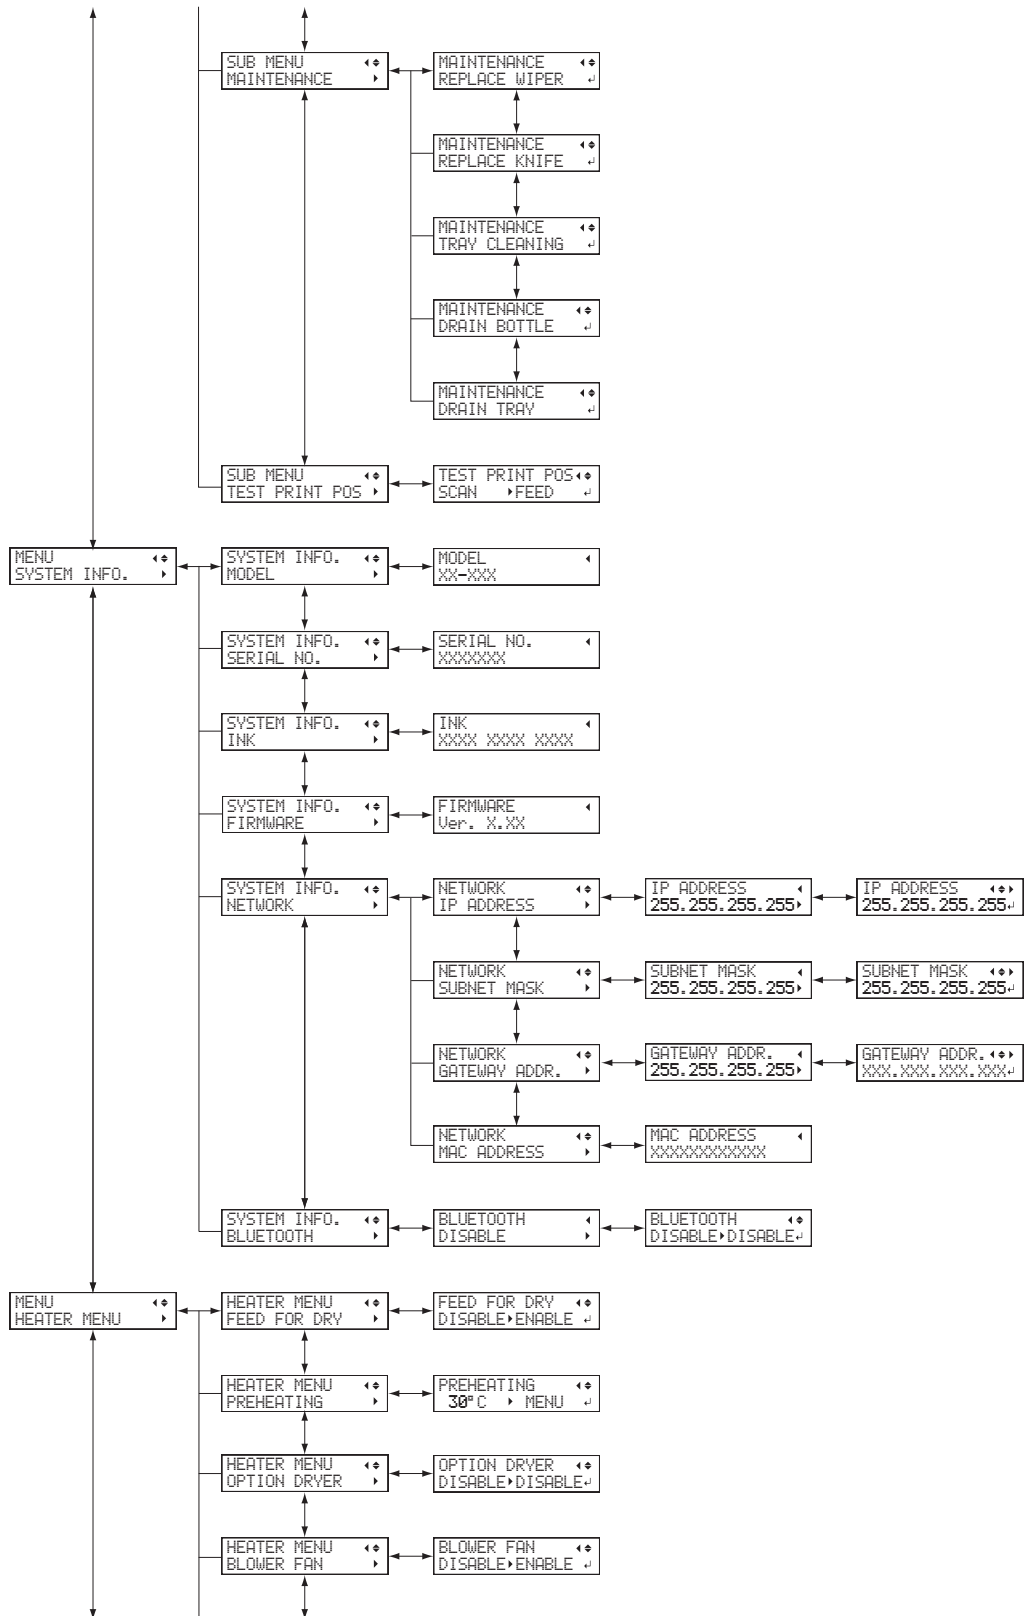 SUB MENU
MAINTENANCE
MAINTENANCE
REPLACE WIPER
MAINTENANCE
REPLACE KNIFE
MAINTENANCE
TRAY CLEANING
MAINTENANCE
DRAIN BOTTLE
MAINTENANCE
DRAIN TRAY
SUB MENU
TEST PRINT POS
TEST PRINT POS
SCAN FEED
MENU
SYSTEM INFO.
SYSTEM INFO.
MODEL
MODEL
XX-XXX
SYSTEM INFO.
SERIAL NO.
SERIAL NO.
XXXXXXX
SYSTEM INFO.
INK
INK
XXXX XXXX XXXX
SYSTEM INFO.
FIRMWARE
FIRMWARE
Ver. X.XX
SYSTEM INFO.
NETWORK
NETWORK
IP ADDRESS
IP ADDRESS
255.255.255.255
IP ADDRESS
255.255.255.255
NETWORK
SUBNET MASK
SUBNET MASK
255.255.255.255
SUBNET MASK
255.255.255.255
NETWORK
GATEWAY ADDR.
GATEWAY ADDR.
255.255.255.255
GATEWAY ADDR.
XXX.XXX.XXX.XXX
NETWORK
MAC ADDRESS
MAC ADDRESS
XXXXXXXXXXXX
SYSTEM INFO.
BLUETOOTH
BLUETOOTH
DISABLE
BLUETOOTH
DISABLE DISABLE
MENU
HEATER MENU
HEATER MENU
FEED FOR DRY
FEED FOR DRY
DISABLE ENABLE
HEATER MENU
PREHEATING
PREHEATING
30°C MENU
HEATER MENU
OPTION DRYER
OPTION DRYER
DISABLE DISABLE
HEATER MENU
BLOWER FAN
BLOWER FAN
DISABLE ENABLE